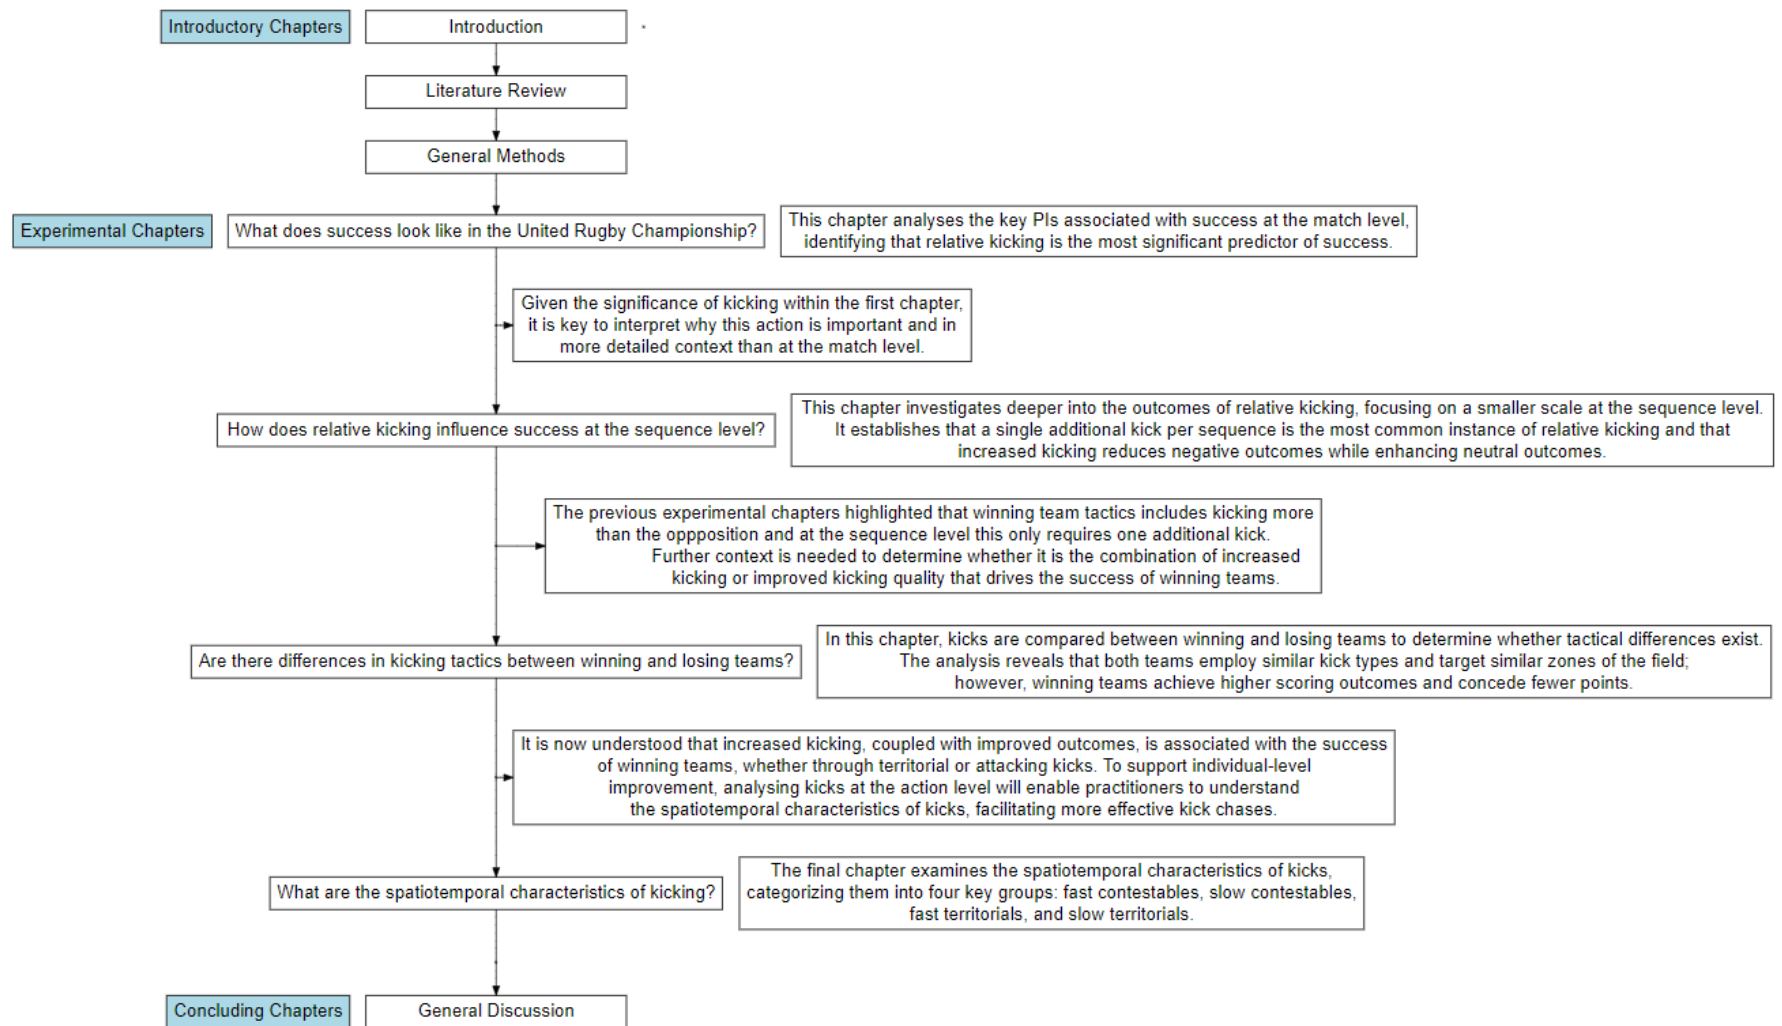 Introductory Chapters
Introduction
Literature Review
General Methods
Experimental Chapters
What does success look like in the United Rugby Championship?
This chapter analyses the key PIs associated with success at the match level,
identifying that relative kicking is the most significant predictor of success.
Given the significance of kicking within the first chapter,
it is key to interpret why this action is important and in
more detailed context than at the match level.
How does relative kicking influence success at the sequence level?
This chapter investigates deeper into the outcomes of relative kicking, focusing on a smaller scale at the sequence level.
It establishes that a single additional kick per sequence is the most common instance of relative kicking and that
increased kicking reduces negative outcomes while enhancing neutral outcomes.
The previous experimental chapters highlighted that winning team tactics includes kicking more
than the oppposition and at the sequence level this only requires one additional kick.
Further context is needed to determine whether it is the combination of increased
kicking or improved kicking quality that drives the success of winning teams.
Are there differences in kicking tactics between winning and losing teams?
In this chapter, kicks are compared between winning and losing teams to determine whether tactical differences exist.
The analysis reveals that both teams employ similar kick types and target similar zones of the field;
however, winning teams achieve higher scoring outcomes and concede fewer points.
It is now understood that increased kicking, coupled with improved outcomes, is associated with the success
of winning teams, whether through territorial or attacking kicks. To support individual-level
improvement, analysing kicks at the action level will enable practitioners to understand
the spatiotemporal characteristics of kicks, facilitating more effective kick chases.
What are the spatiotemporal characteristics of kicking?
The final chapter examines the spatiotemporal characteristics of kicks,
categorizing them into four key groups: fast contestables, slow contestables,
fast territorials, and slow territorials.
Concluding Chapters
General Discussion